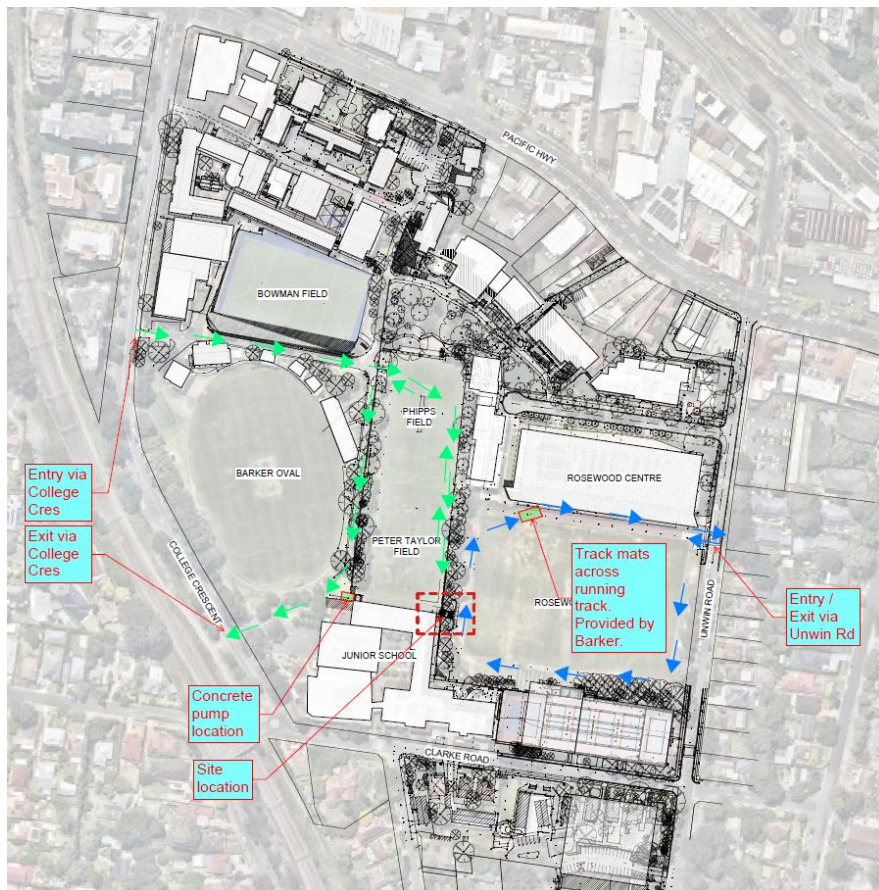 PACIFIC HWY
BOWMAN FIELD
PHIPPS
FIELD
BARKER OVAL
ROSEWOOD CENTRE
Entry via
College
Cres
Exit via
College
Cres
PETER TAYLOR
FIELD
Track mats
across
running
track.
Provided by
Barker.
ROSEW
UNWIN ROAD
Entry /
Exit via
Unwin Rd
COLLEGE CRESCENT
JUNIOR SCHOOL
Concrete
pump
location
Site
location
CLARKE ROAD